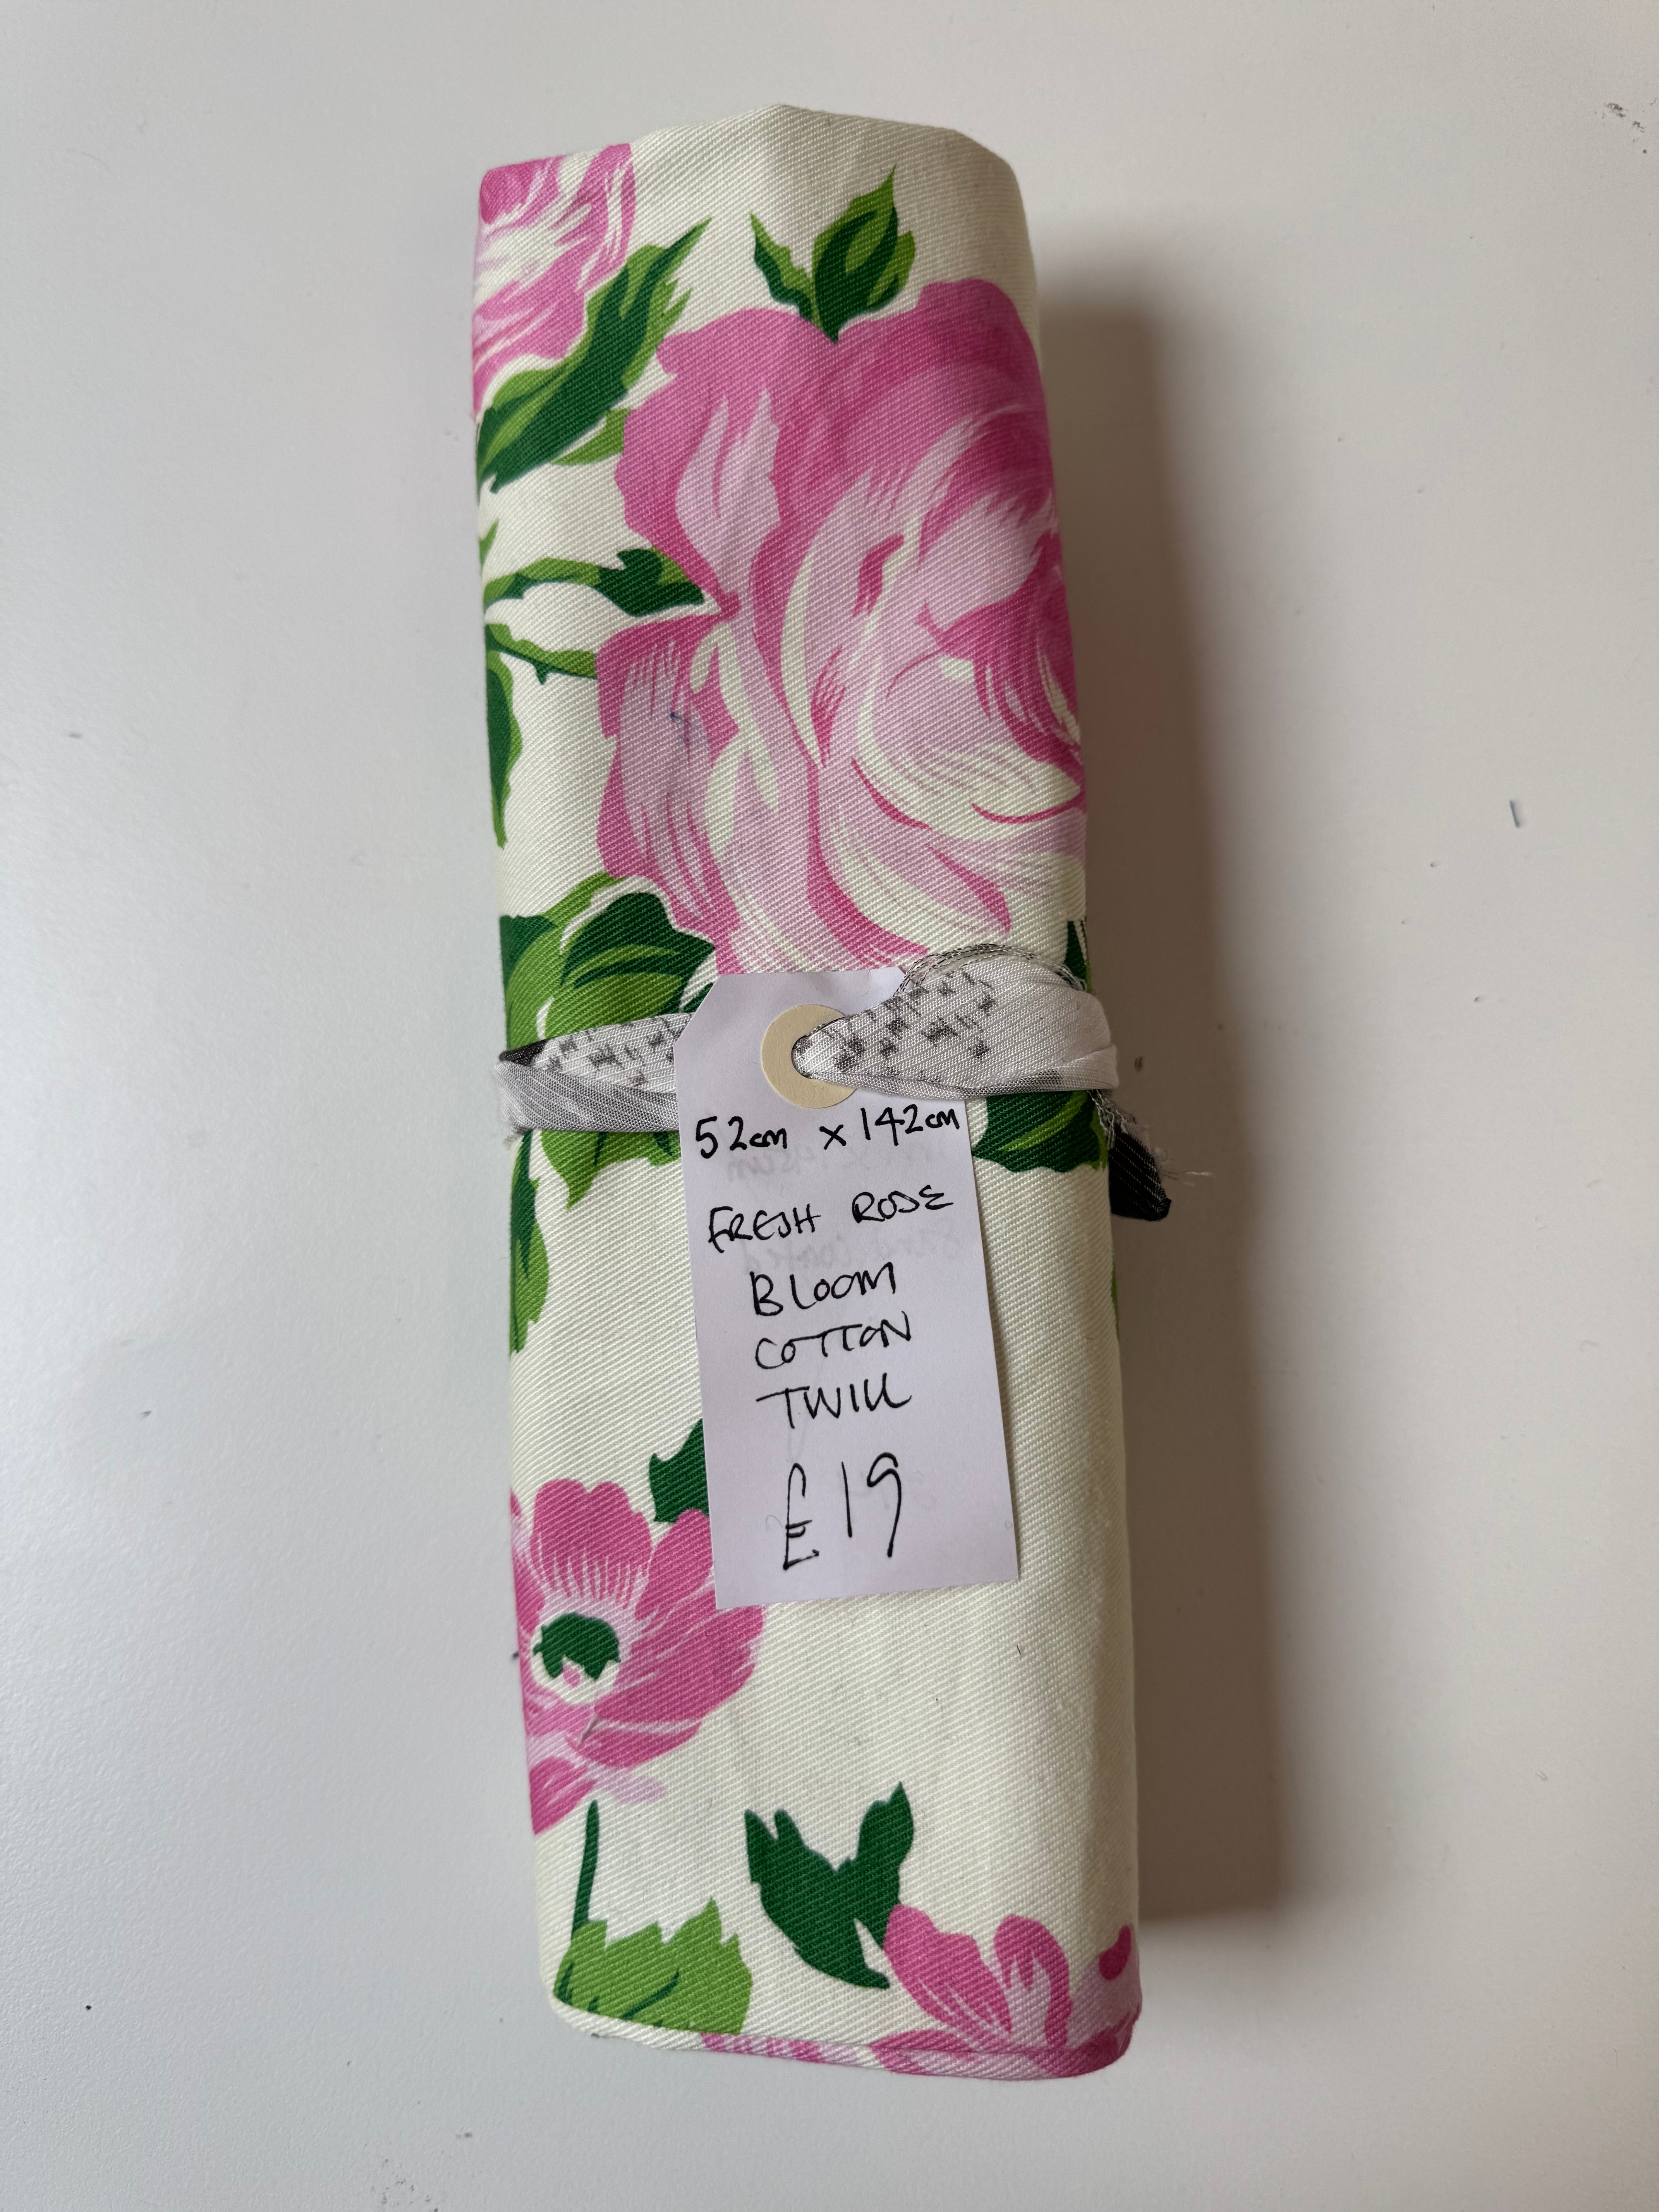 52cm x 142cm
FRESH ROSE
BLOOM
COTTON
TWILL
£19